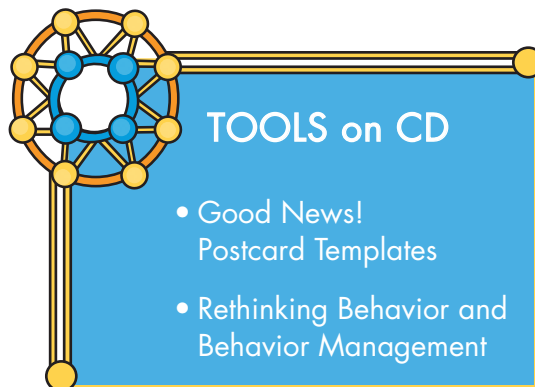 TOOLS on CD
• Good News!
Postcard Templates
• Rethinking Behavior and
Behavior Management